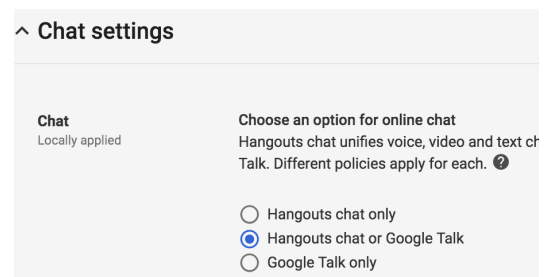 Chat settings
Chat
Locally applied
Choose an option for online chat
Hangouts chat unifies voice, video and text
Talk. Different policies apply for each. ?
Hangouts chat only
Hangouts chat or Google Talk
Google Talk only